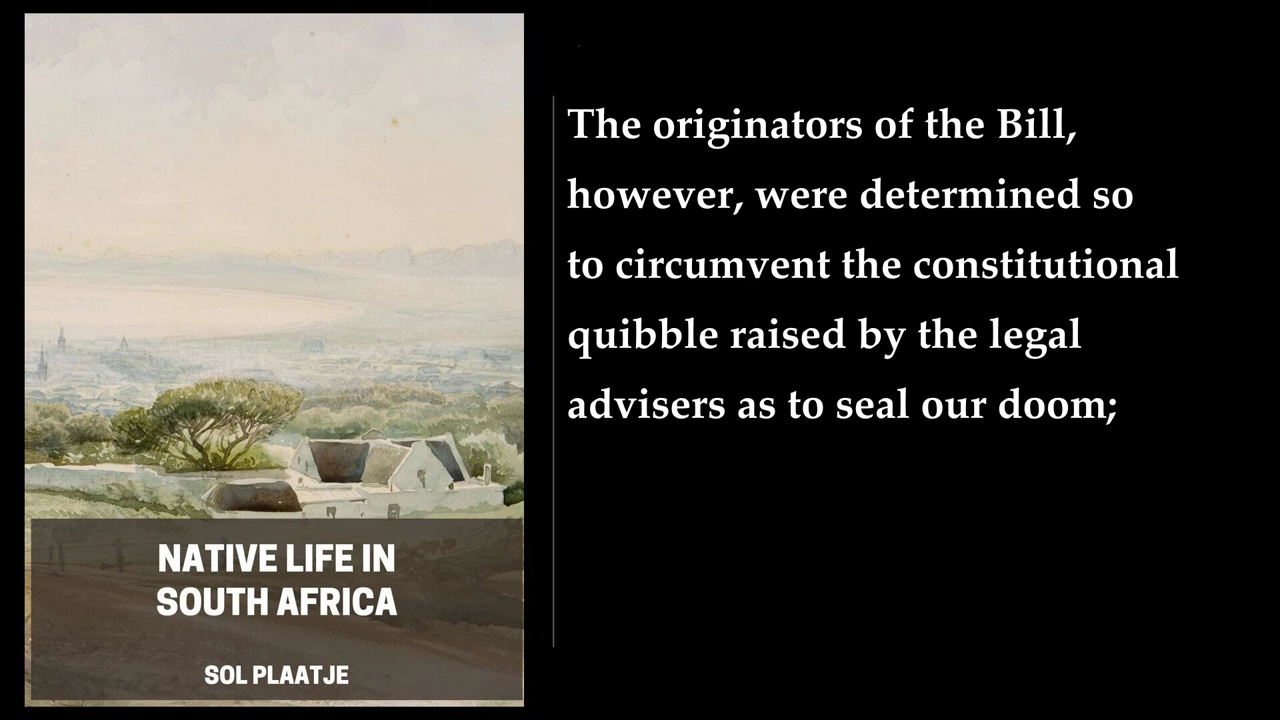 The originators of the Bill,
however, were determined so
to circumvent the constitutional
quibble raised by the legal
advisers as to seal our doom;
NATIVE LIFE IN
SOUTH AFRICA
SOL PLAATJE